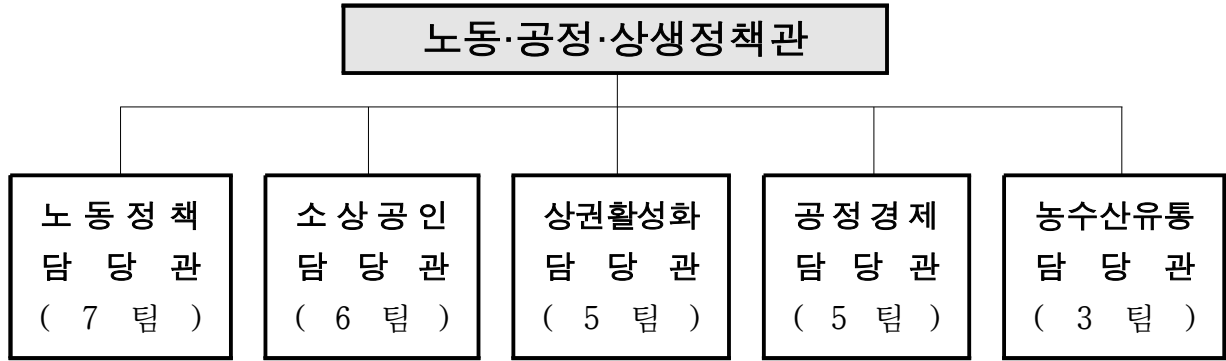 노동·공정·상생정책관
노동정책
담당관
( 7 팀 )
소상공인
담당관
( 6 팀 )
상권활성화
담당관
( 5 팀 )
공정경제
담당관
( 5 팀 )
농수산유통
담당관
( 3 팀 )